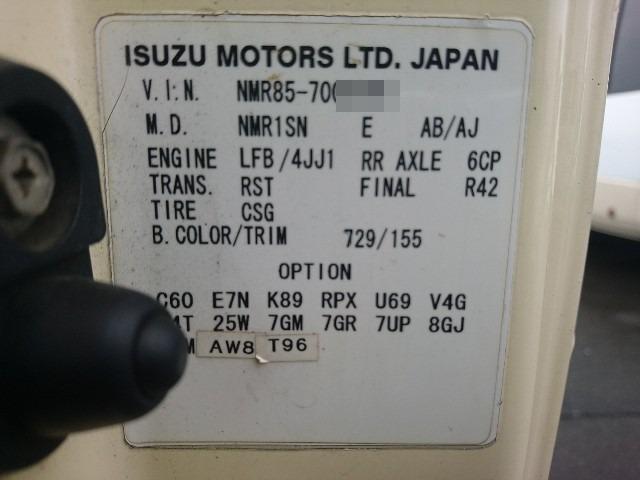 ISUZU MOTORS LTD. JAPAN
V.I.N. NMR85-70
M.D. NMR1SN E AB/AJ
ENGINE LFB/4JJ1 RR AXLE 6CP
TRANS. RST FINAL R42
TIRE CSG
B.COLOR/TRIM 729/155
OPTION
C60 E7N K89 RPX U69 V4G
25W 7GM 7GR 7UP 8GJ
AW8 T96